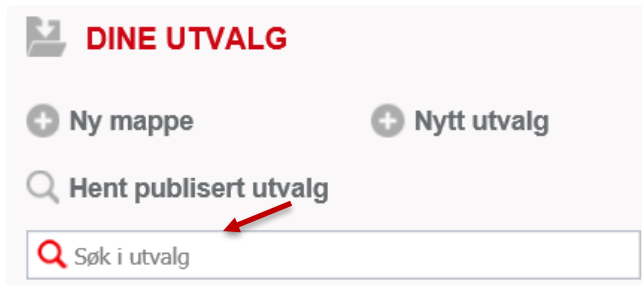 DINE UTVALG
Ny mappe Nytt utvalg
Hent publisert utvalg
Søk i utvalg